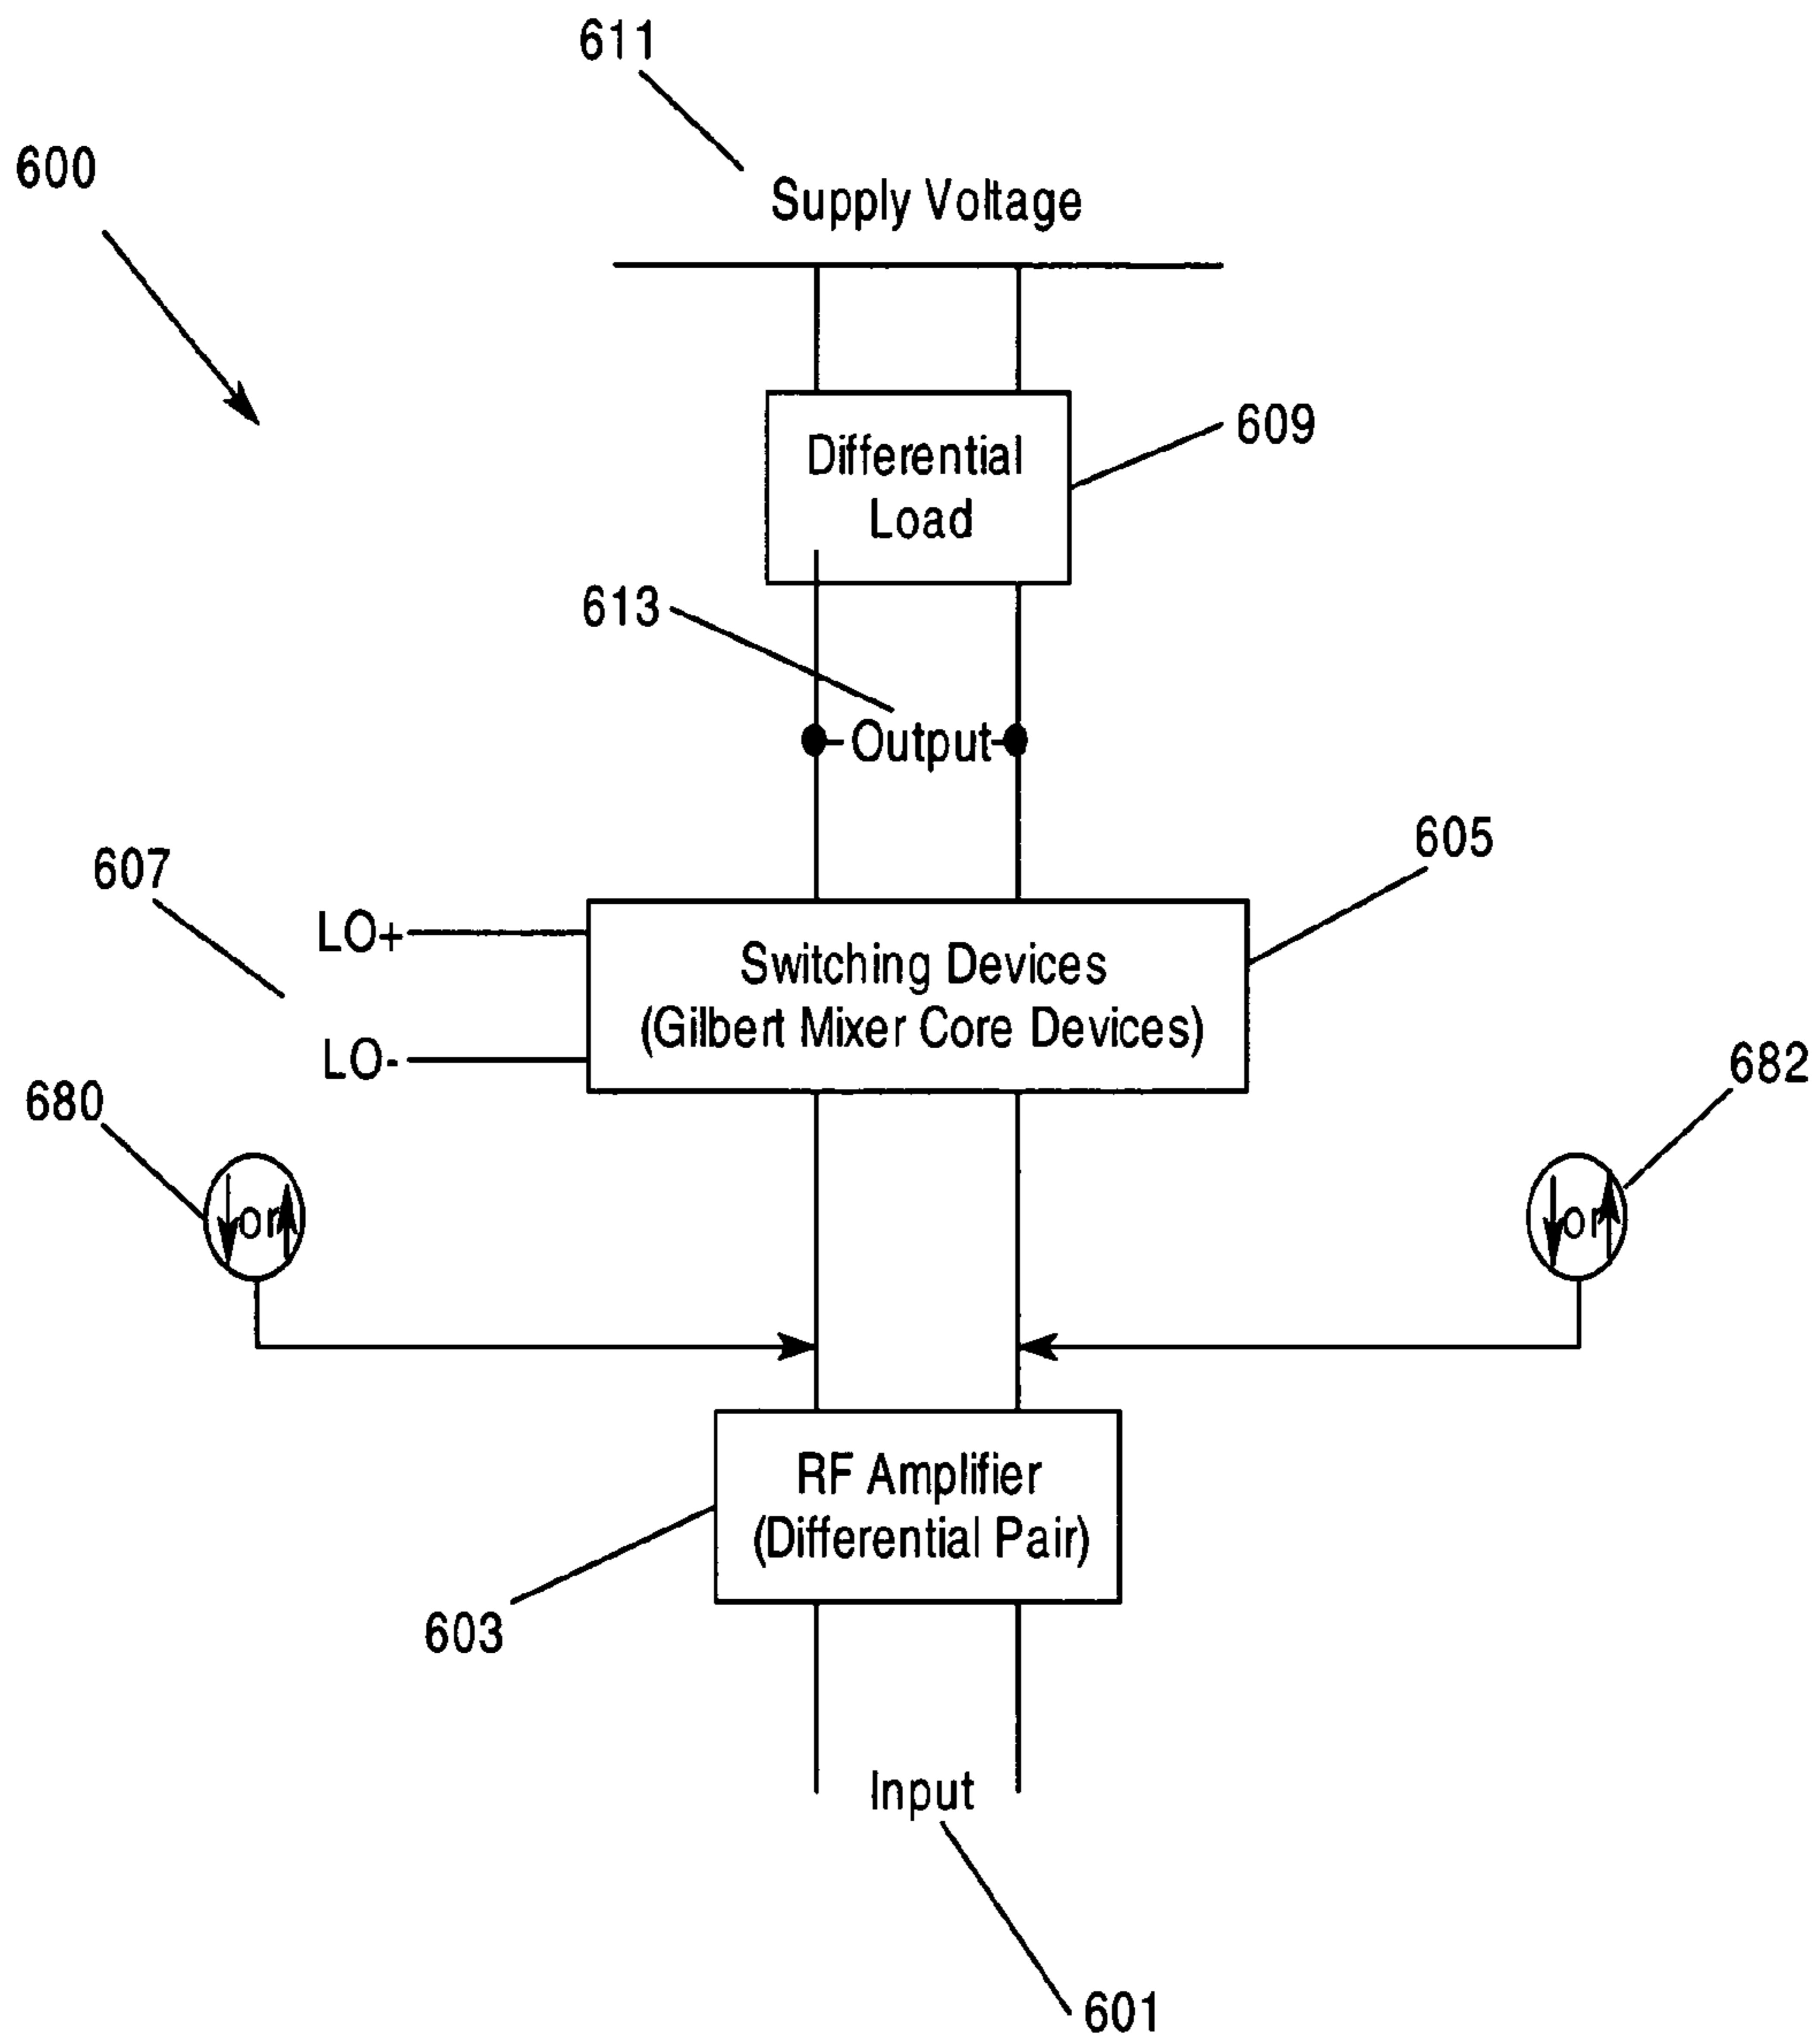 611
600
Supply Voltage
609
Differential
Load
613
Output
605
607
LO+
Switching Devices
(Gilbert Mixer Core Devices)
LO-
682
680
or
or
RF Amplifier
(Differential Pair)
603
Input
601